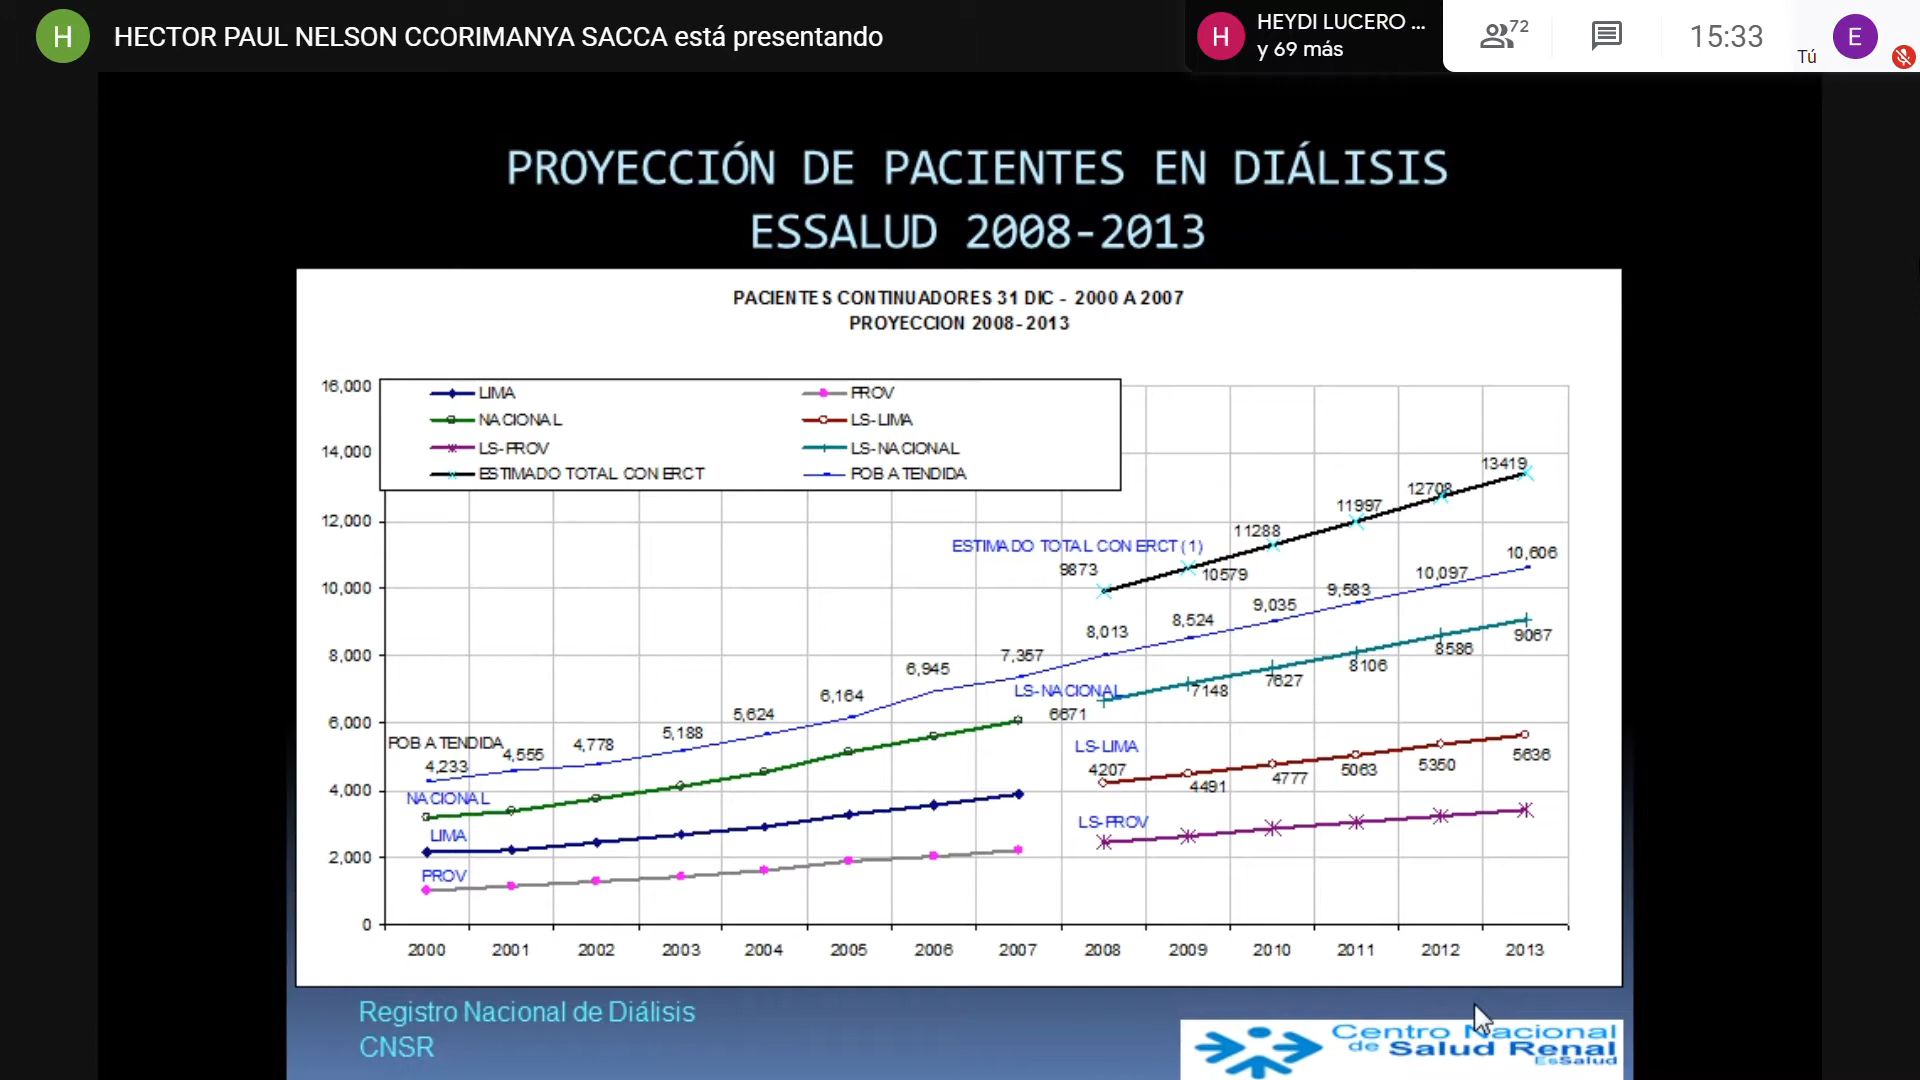 H HECTOR PAUL NELSON CCORIMANYA SACCA está presentando
H HEYDI LUCERO ...
y 69 más
72
15:33
Tú
E
PROYECCIÓN DE PACIENTES EN DIÁLISIS
ESSALUD 2008-2013
PACIENTES CONTINUADORES 31 DIC - 2000 A 2007
PROYECCION 2008-2013
LIMA PROV
NACIONAL LS-LIMA
LS-PROV LS-NACIONAL
ESTIMADO TOTAL CON ERCT POB ATENDIDA
16,000
14,000
12,000
10,000
8,000
6,000
4,000
2,000
0
ESTIMADO TOTAL CON ERCT (1)
9873 10579 11288 11997 12708 13419
POB ATENDIDA
4,233 4,555 4,778 5,188 5,624 6,164 6,945 7,357 8,013 8,524 9,035 9,583 10,097 10,606
LS-NACIONAL
6671 7148 7627 8106 8586 9067
NACIONAL
LS-LIMA
4207 4491 4777 5063 5350 5636
LIMA
LS-PROV
PROV
2000 2001 2002 2003 2004 2005 2006 2007 2008 2009 2010 2011 2012 2013
Registro Nacional de Diálisis
CNSR
Centro Nacional
de Salud Renal
EsSalud